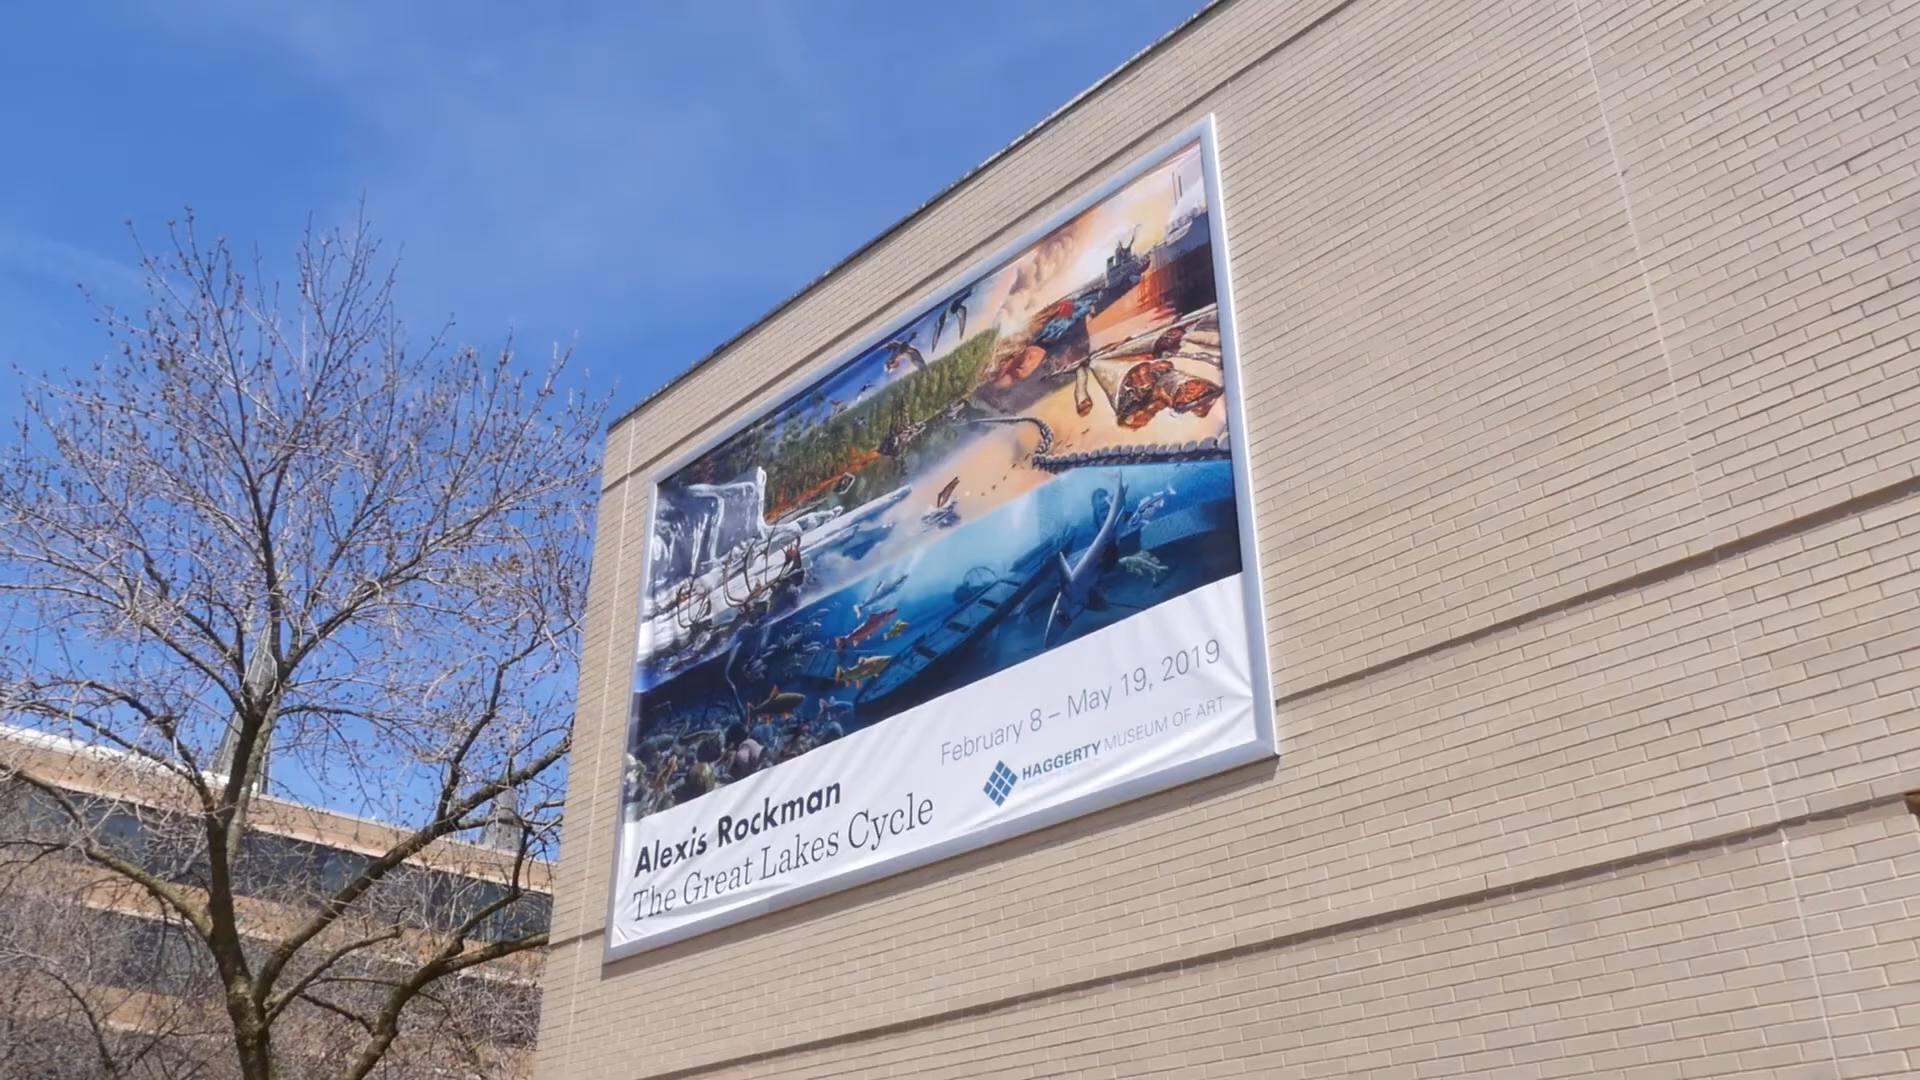 February 8 – May 19, 2019
HAGGERTY MUSEUM OF ART
Alexis Rockman
The Great Lakes Cycle